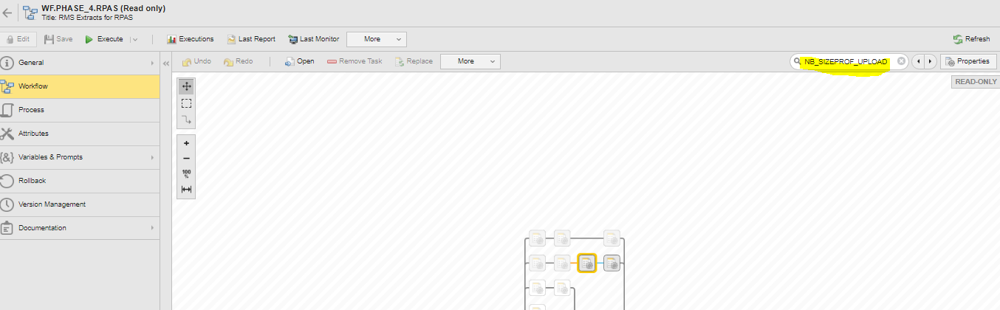 WF.PHASE_4.RPAS (Read only)
Title: RMS Extracts for RPAS
Edit Save Execute Executions Last Report Last Monitor More Refresh
General
Undo Redo Open Remove Task Replace More NB_SIZEPROF_UPLOAD Properties
READ-ONLY
Workflow
Process
Attributes
{&} Variables & Prompts
Rollback
Version Management
Documentation
+
−
100
%